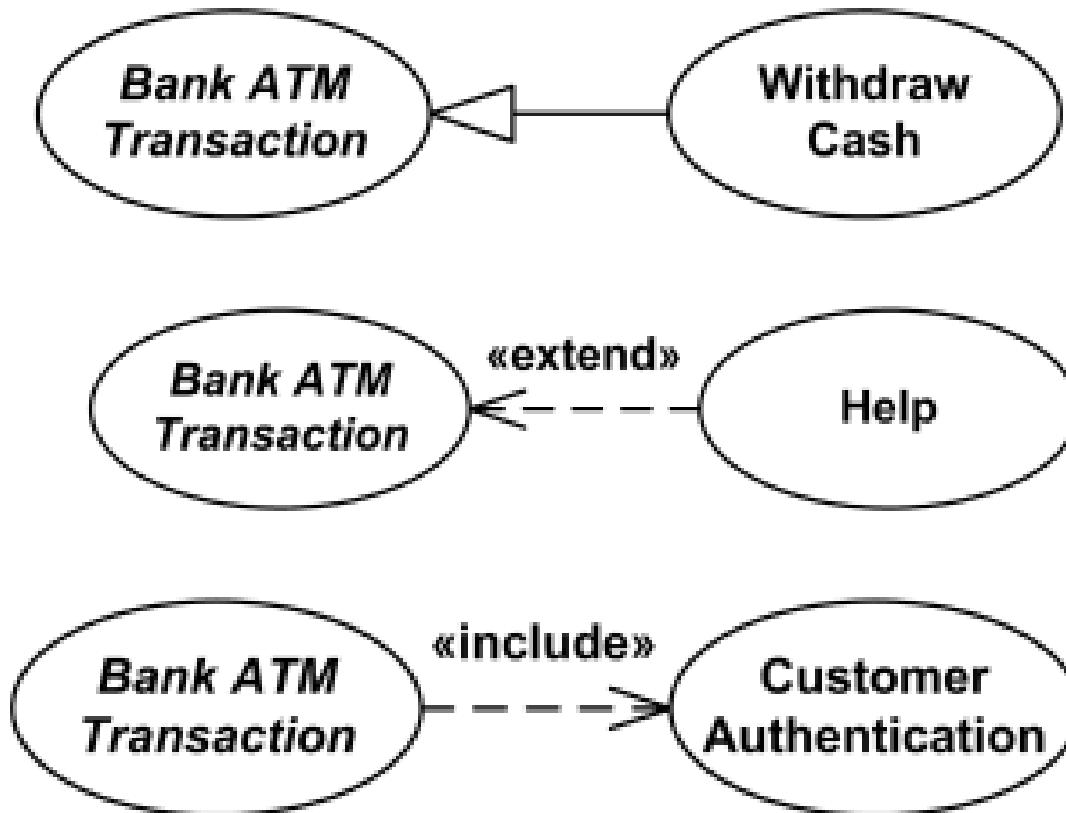 Bank ATM
Transaction
Withdraw
Cash
«extend»
Bank ATM
Transaction
Help
«include»
Bank ATM
Transaction
Customer
Authentication